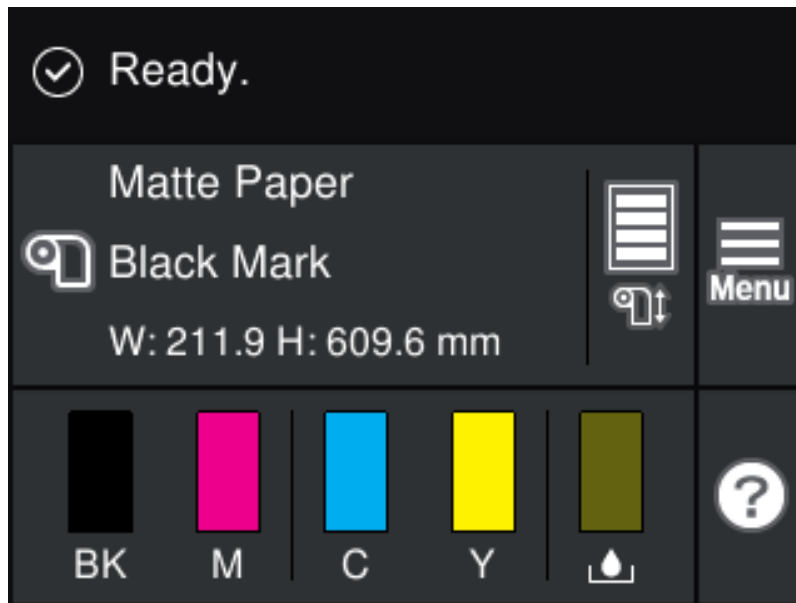 Ready.
Matte Paper
Black Mark
W: 211.9 H: 609.6 mm
Menu
BK M C Y
?